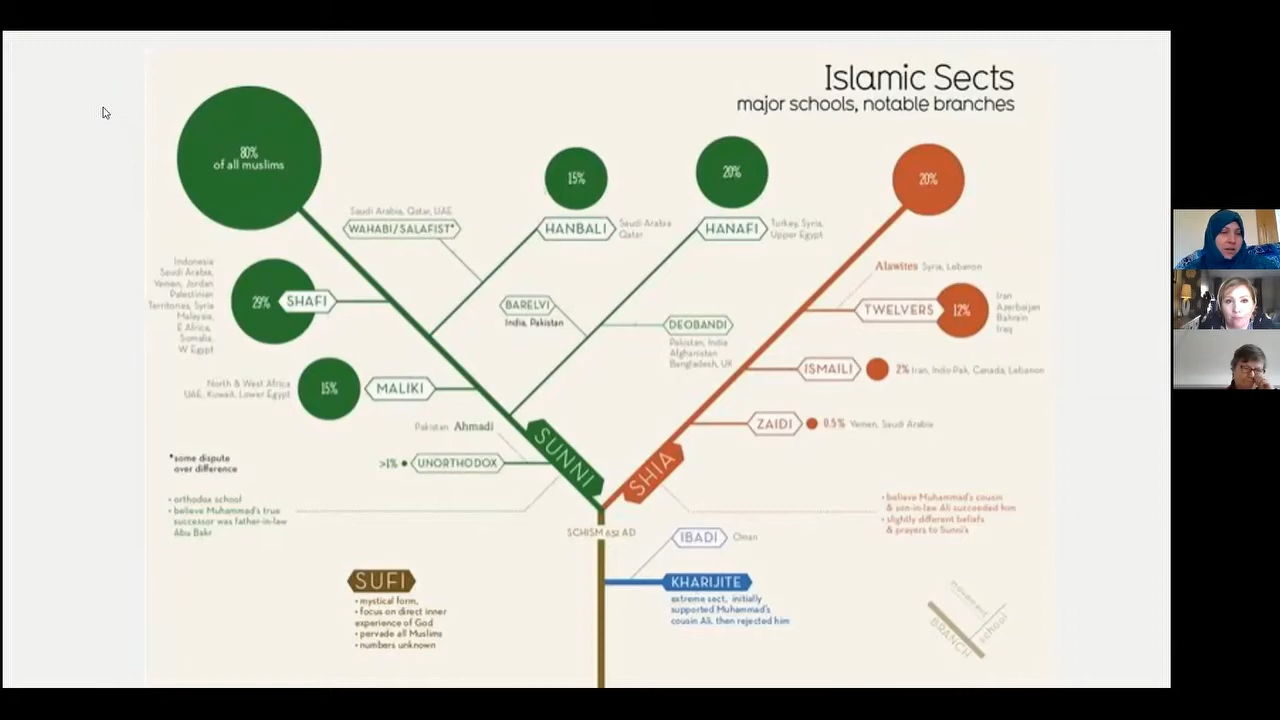 Islamic Sects
major schools, notable branches
80%
of all muslims
15%
20%
20%
Saudi Arabia, Qatar, UAE
WAHABI/SALAFIST*
HANBALI
Saudi Arabia
Qatar
HANAFI
Turkey, Syria,
Upper Egypt
Indonesia
Saudi Arabia,
Yemen, Jordan
Palestinian
Territories, Syria
Malaysia,
E Africa,
Somalia,
W Egypt
29%
SHAFI
BARELVI
India, Pakistan
DEOBANDI
Pakistan, India
Afghanistan
Bangladesh, UK
Alawites Syria, Lebanon
TWELVERS
12%
Iran
Azerbaijan
Bahrain
Iraq
North & West Africa
UAE, Kuwait, Lower Egypt
15%
MALIKI
ISMAILI
2% Iran, Indo-Pak, Canada, Lebanon
Pakistan Ahmadi
ZAIDI
0.5% Yemen, Saudi Arabia
*some dispute
over difference
>1%
UNORTHODOX
SUNNI
SHIA
• orthodox school
• believe Muhammad's true
successor was father-in-law
Abu Bakr
• believe Muhammad's cousin
& son-in-law Ali succeeded him
• slightly different beliefs
& prayers to Sunni's
SCHISM 632 AD
IBADI
Oman
SUFI
• mystical form,
• focus on direct inner
experience of God
• pervade all Muslims
• numbers unknown
KHARIJITE
extreme sect, initially
supported Muhammad's
cousin Ali, then rejected him
movement
BRANCH
school